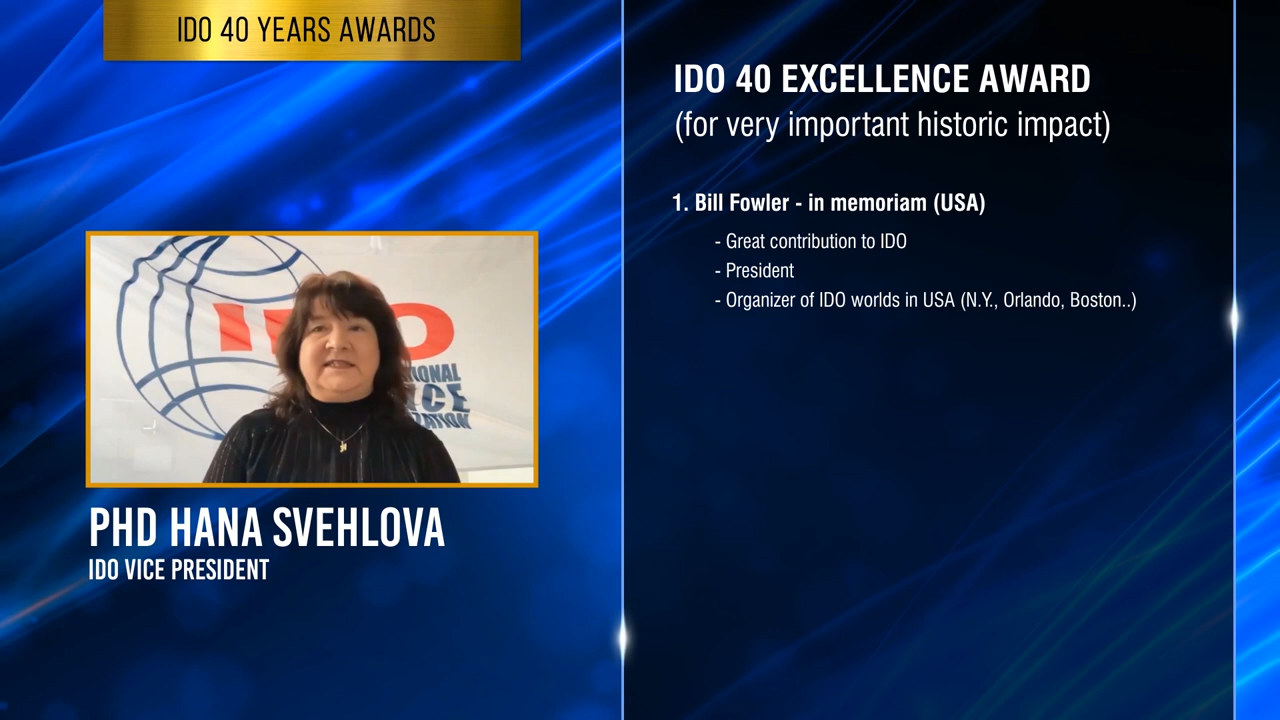 IDO 40 YEARS AWARDS
IDO 40 EXCELLENCE AWARD
(for very important historic impact)
1. Bill Fowler - in memoriam (USA)
- Great contribution to IDO
- President
- Organizer of IDO worlds in USA (N.Y., Orlando, Boston..)
PHD HANA SVEHLOVA
IDO VICE PRESIDENT